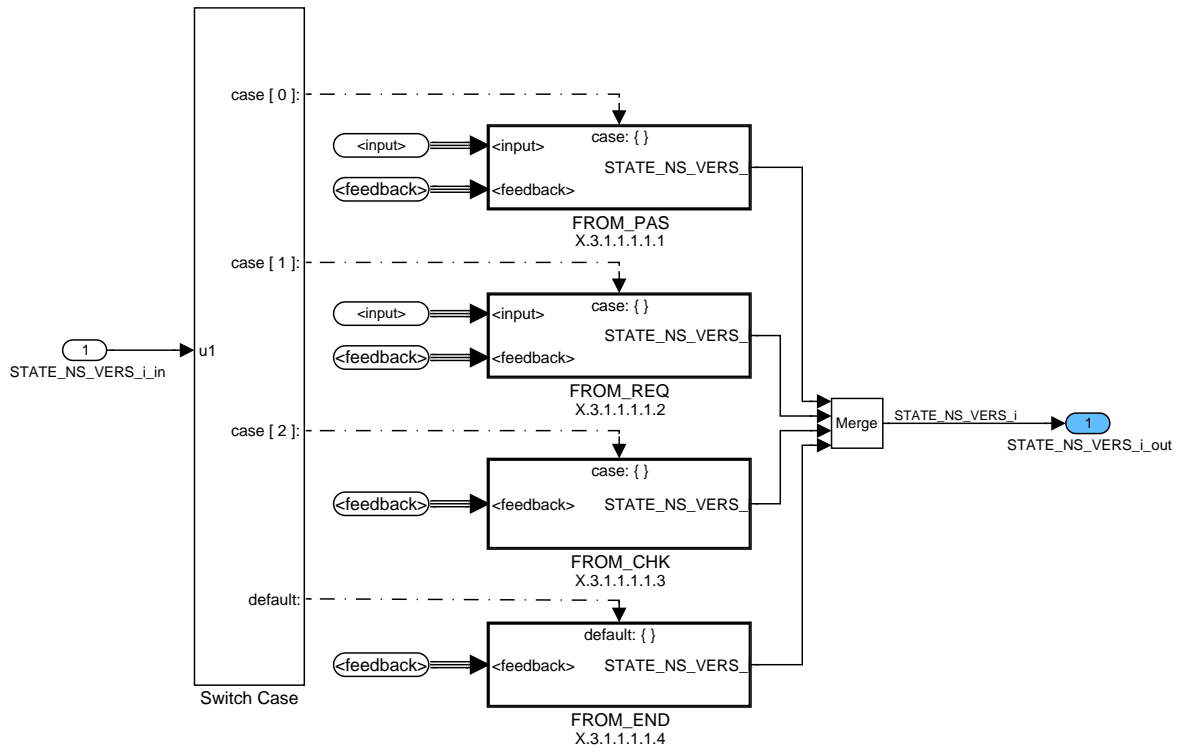 case [ 0 ]:
case: { }
<input>
<input>
STATE_NS_VERS_
<feedback>
<feedback>
FROM_PAS
X.3.1.1.1.1.1
case [ 1 ]:
case: { }
<input>
<input>
STATE_NS_VERS_
1
u1
<feedback>
<feedback>
STATE_NS_VERS_i_in
FROM_REQ
X.3.1.1.1.1.2
Merge
STATE_NS_VERS_i
1
STATE_NS_VERS_i_out
case [ 2 ]:
case: { }
<feedback>
<feedback>
STATE_NS_VERS_
FROM_CHK
X.3.1.1.1.1.3
default:
default: { }
<feedback>
<feedback>
STATE_NS_VERS_
Switch Case
FROM_END
X.3.1.1.1.1.4